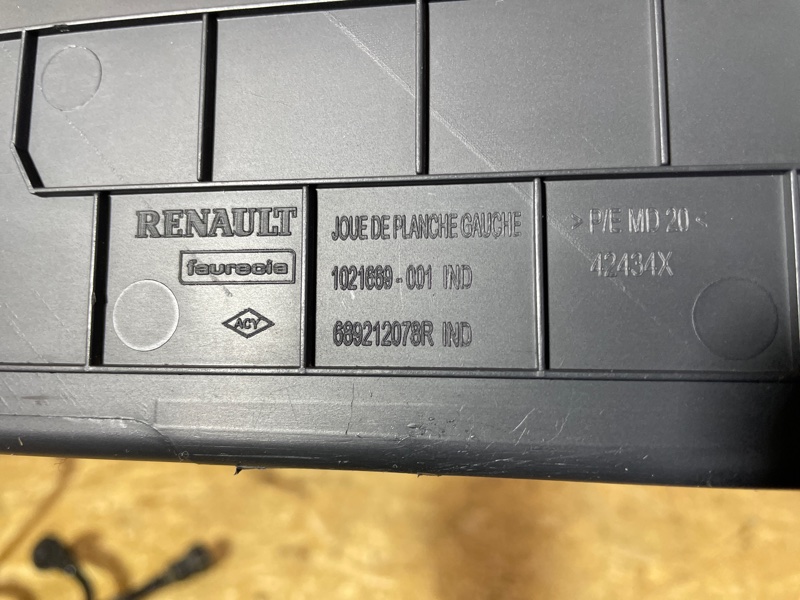 RENAULT
faurecia
ACY
JOUE DE PLANCHE GAUCHE
1021669-001 IND
689212078R IND
>P/E MD 20<
42434X